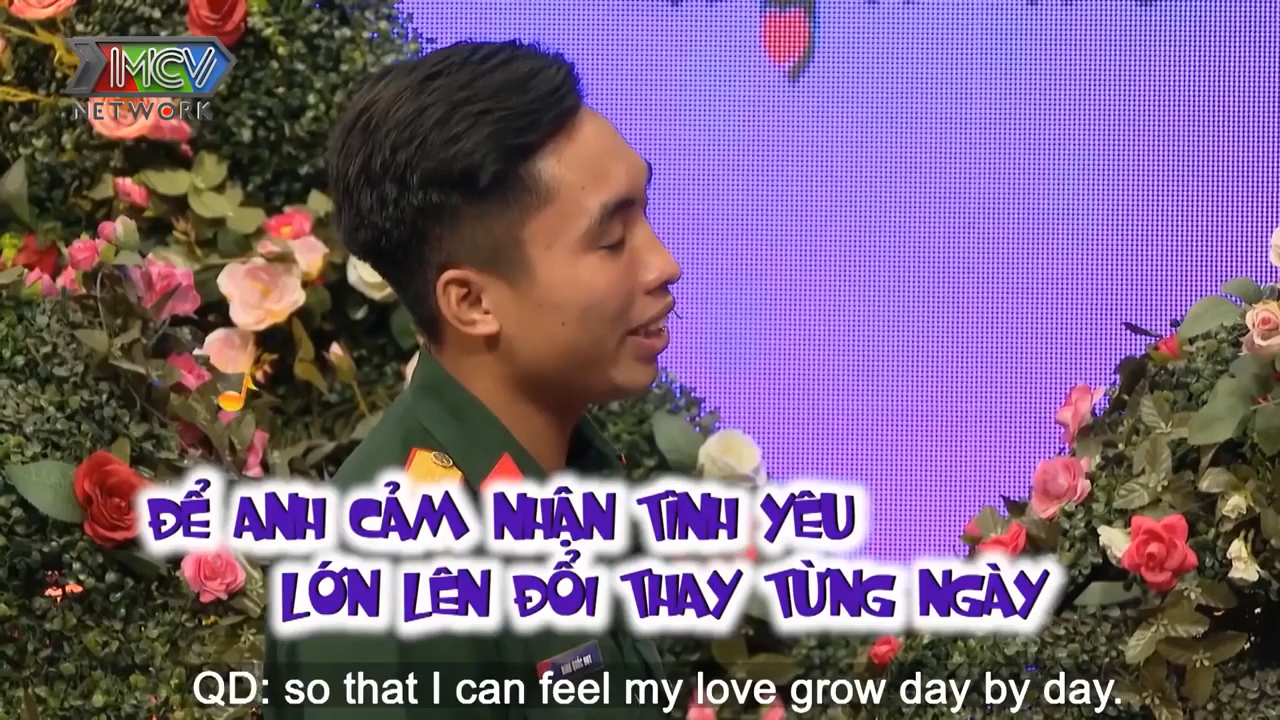 MCV
NETWORK
ĐỂ ANH CẢM NHẬN TÌNH YÊU
LỚN LÊN ĐỔI THAY TỪNG NGÀY
QD: so that I can feel my love grow day by day.